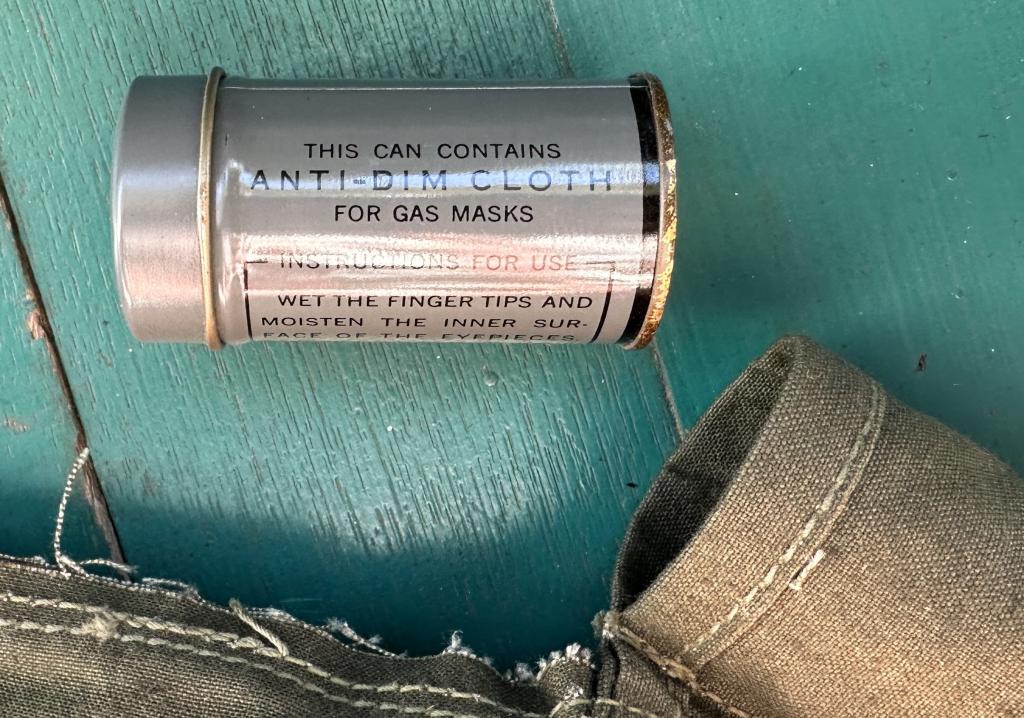 THIS CAN CONTAINS
ANTI-DIM CLOTH
FOR GAS MASKS
INSTRUCTIONS FOR USE
WET THE FINGER TIPS AND
MOISTEN THE INNER SUR-
FACE OF THE EYEPIECES.